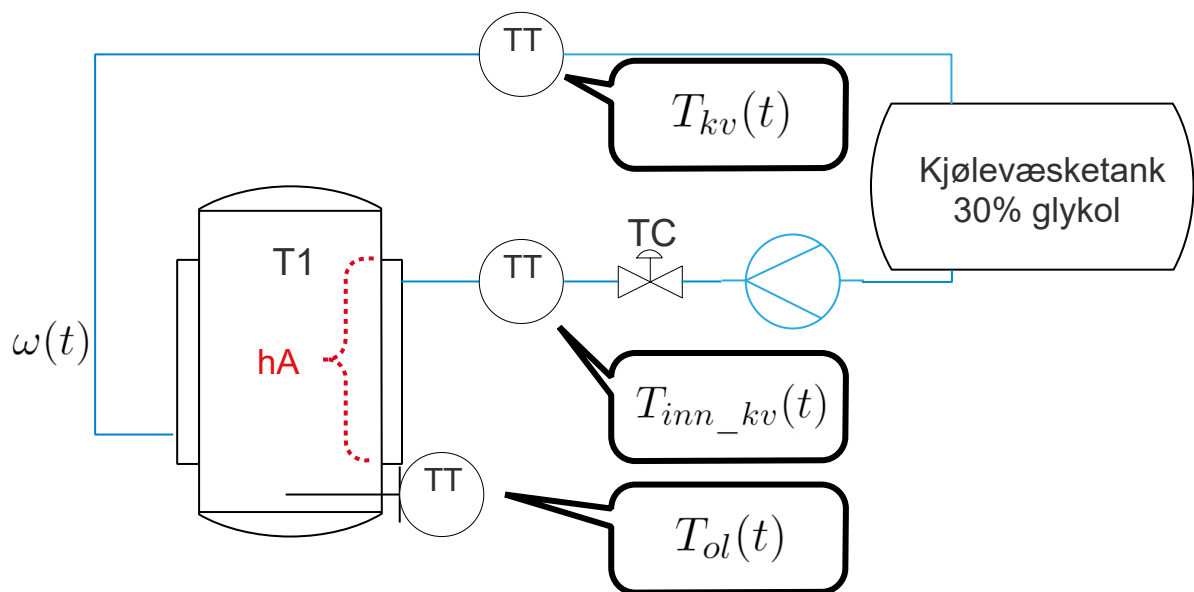 TT
T_{kv}(t)
Kjølevæsketank
30% glykol
T1
TT
TC
ω(t)
hA
T_{inn\_kv}(t)
TT
T_{ol}(t)